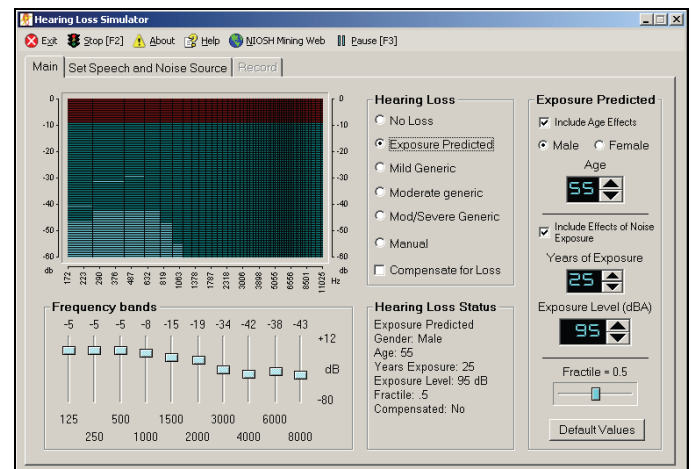 Hearing Loss Simulator
Exit Stop [F2] About Help NIOSH Mining Web Pause [F3]
Main Set Speech and Noise Source Record
0 0
-10 -10
-20 -20
-30 -30
-40 -40
-50 -50
-60 -60
db db
172 223 290 376 487 632 819 1063 1378 1787 2318 3006 3898 5055 6556 8501 11025 Hz
Frequency bands
-5 -5 -5 -8 -15 -19 -34 -42 -38 -43
+12
dB
-80
125 500 1500 3000 6000
250 1000 2000 4000 8000
Hearing Loss
No Loss
Exposure Predicted
Mild Generic
Moderate generic
Mod/Severe Generic
Manual
Compensate for Loss
Hearing Loss Status
Exposure Predicted
Gender: Male
Age: 55
Years Exposure: 25
Exposure Level: 95 dB
Fractile: .5
Compensated: No
Exposure Predicted
Include Age Effects
Male Female
Age
55
Include Effects of Noise
Exposure
Years of Exposure
25
Exposure Level (dBA)
95
Fractile = 0.5
Default Values